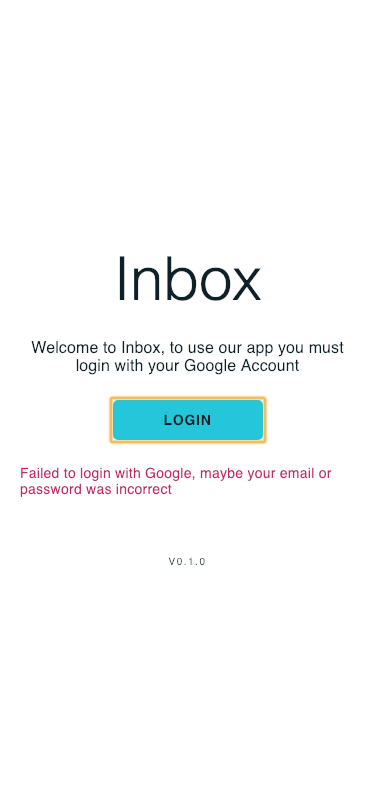 Inbox
Welcome to Inbox, to use our app you must
login with your Google Account
LOGIN
Failed to login with Google, maybe your email or
password was incorrect
V0.1.0